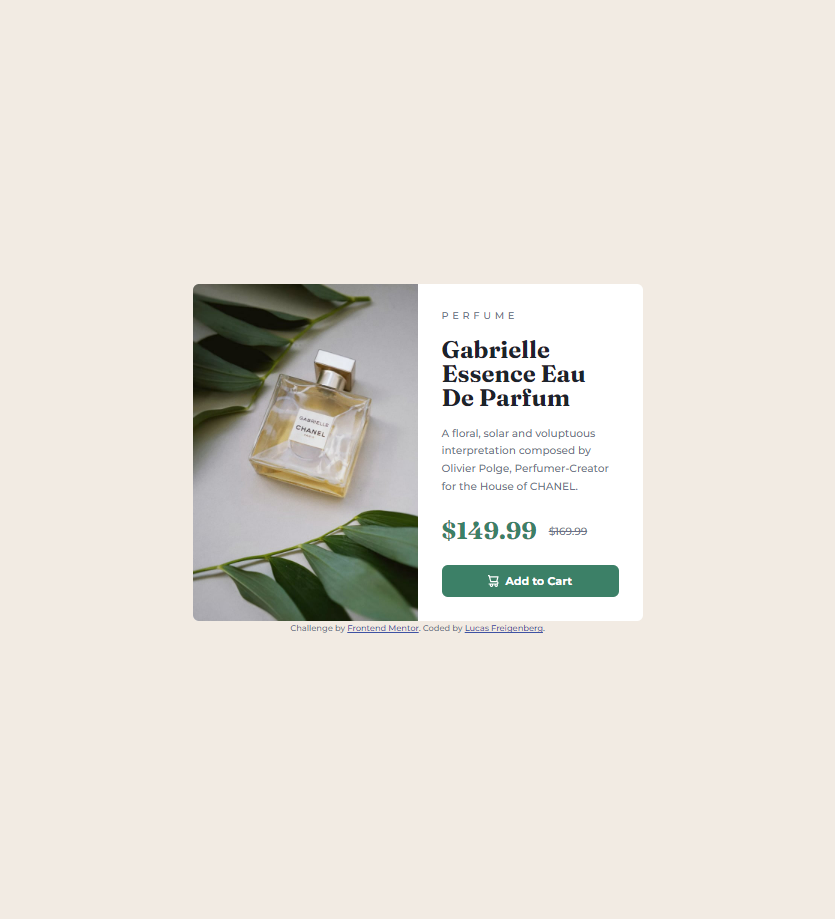 GABRIELLE
CHANEL
PERFUME
Gabrielle
Essence Eau
De Parfum
A floral, solar and voluptuous
interpretation composed by
Olivier Polge, Perfumer-Creator
for the House of CHANEL.
$149.99 $169.99
Add to Cart
Challenge by Frontend Mentor. Coded by Lucas Freigenberg.